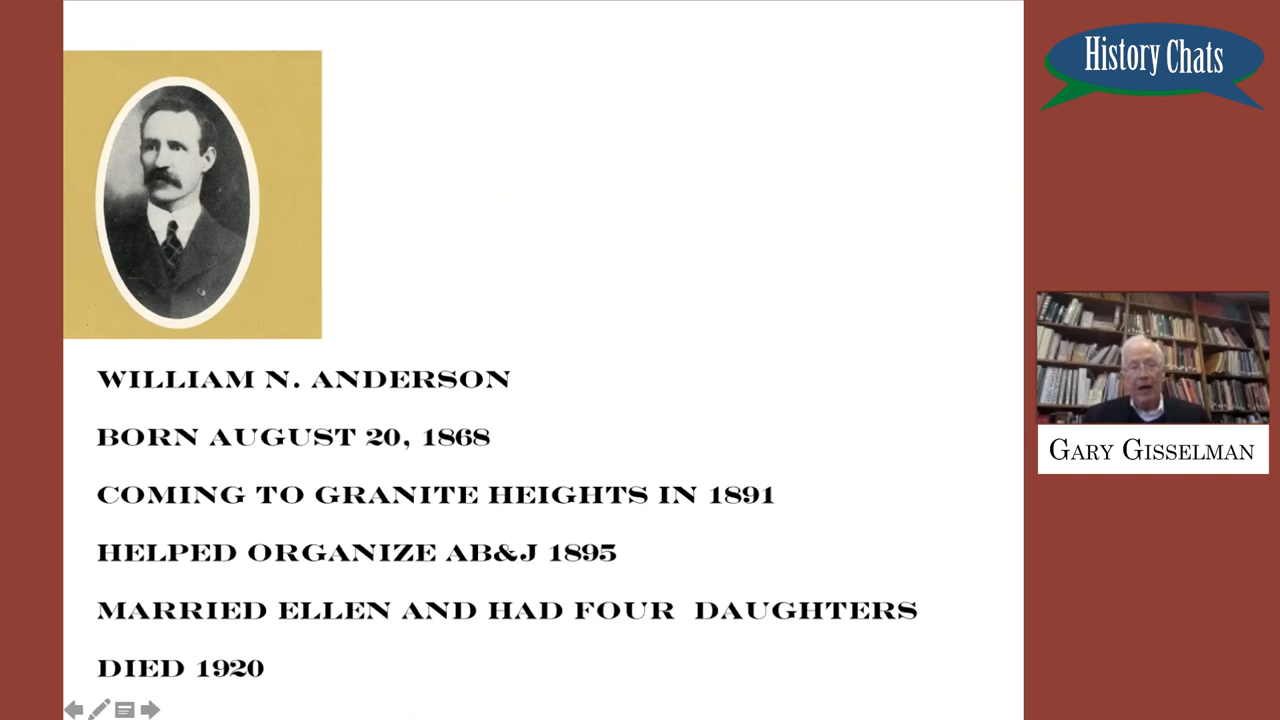 History Chats
WILLIAM N. ANDERSON
BORN AUGUST 20, 1868
COMING TO GRANITE HEIGHTS IN 1891
HELPED ORGANIZE AB&J 1895
MARRIED ELLEN AND HAD FOUR DAUGHTERS
DIED 1920
GARY GISSELMAN